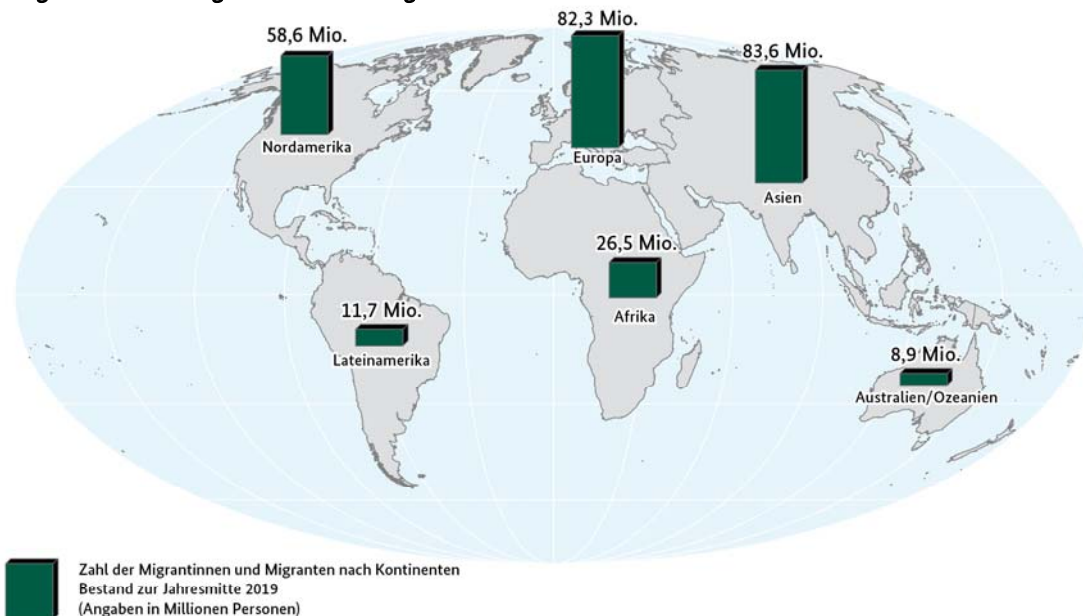 58,6 Mio.
Nordamerika
82,3 Mio.
Europa
83,6 Mio.
Asien
26,5 Mio.
Afrika
11,7 Mio.
Lateinamerika
8,9 Mio.
Australien/Ozeanien
Zahl der Migrantinnen und Migranten nach Kontinenten
Bestand zur Jahresmitte 2019
(Angaben in Millionen Personen)